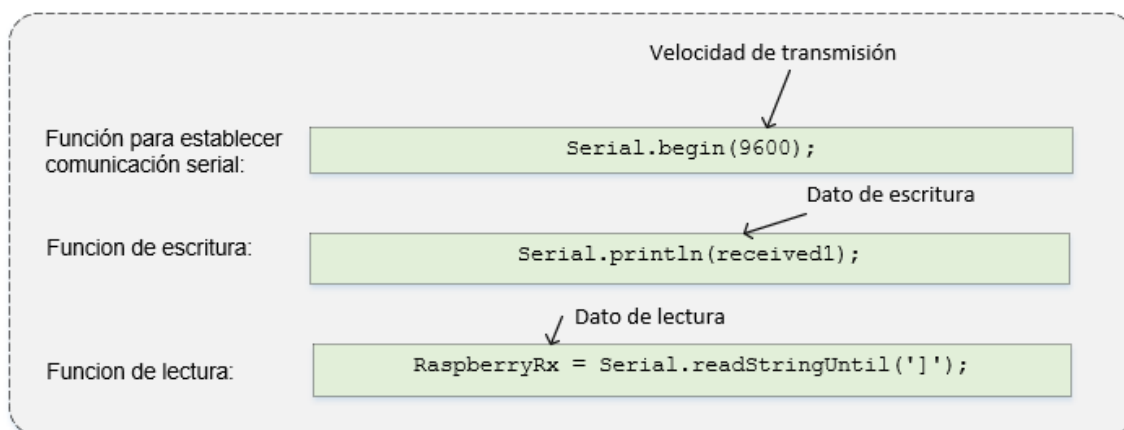 Velocidad de transmisión
Función para establecer
comunicación serial:
Serial.begin(9600);
Dato de escritura
Funcion de escritura:
Serial.println(received1);
Dato de lectura
Funcion de lectura:
RaspberryRx = Serial.readStringUntil(']');